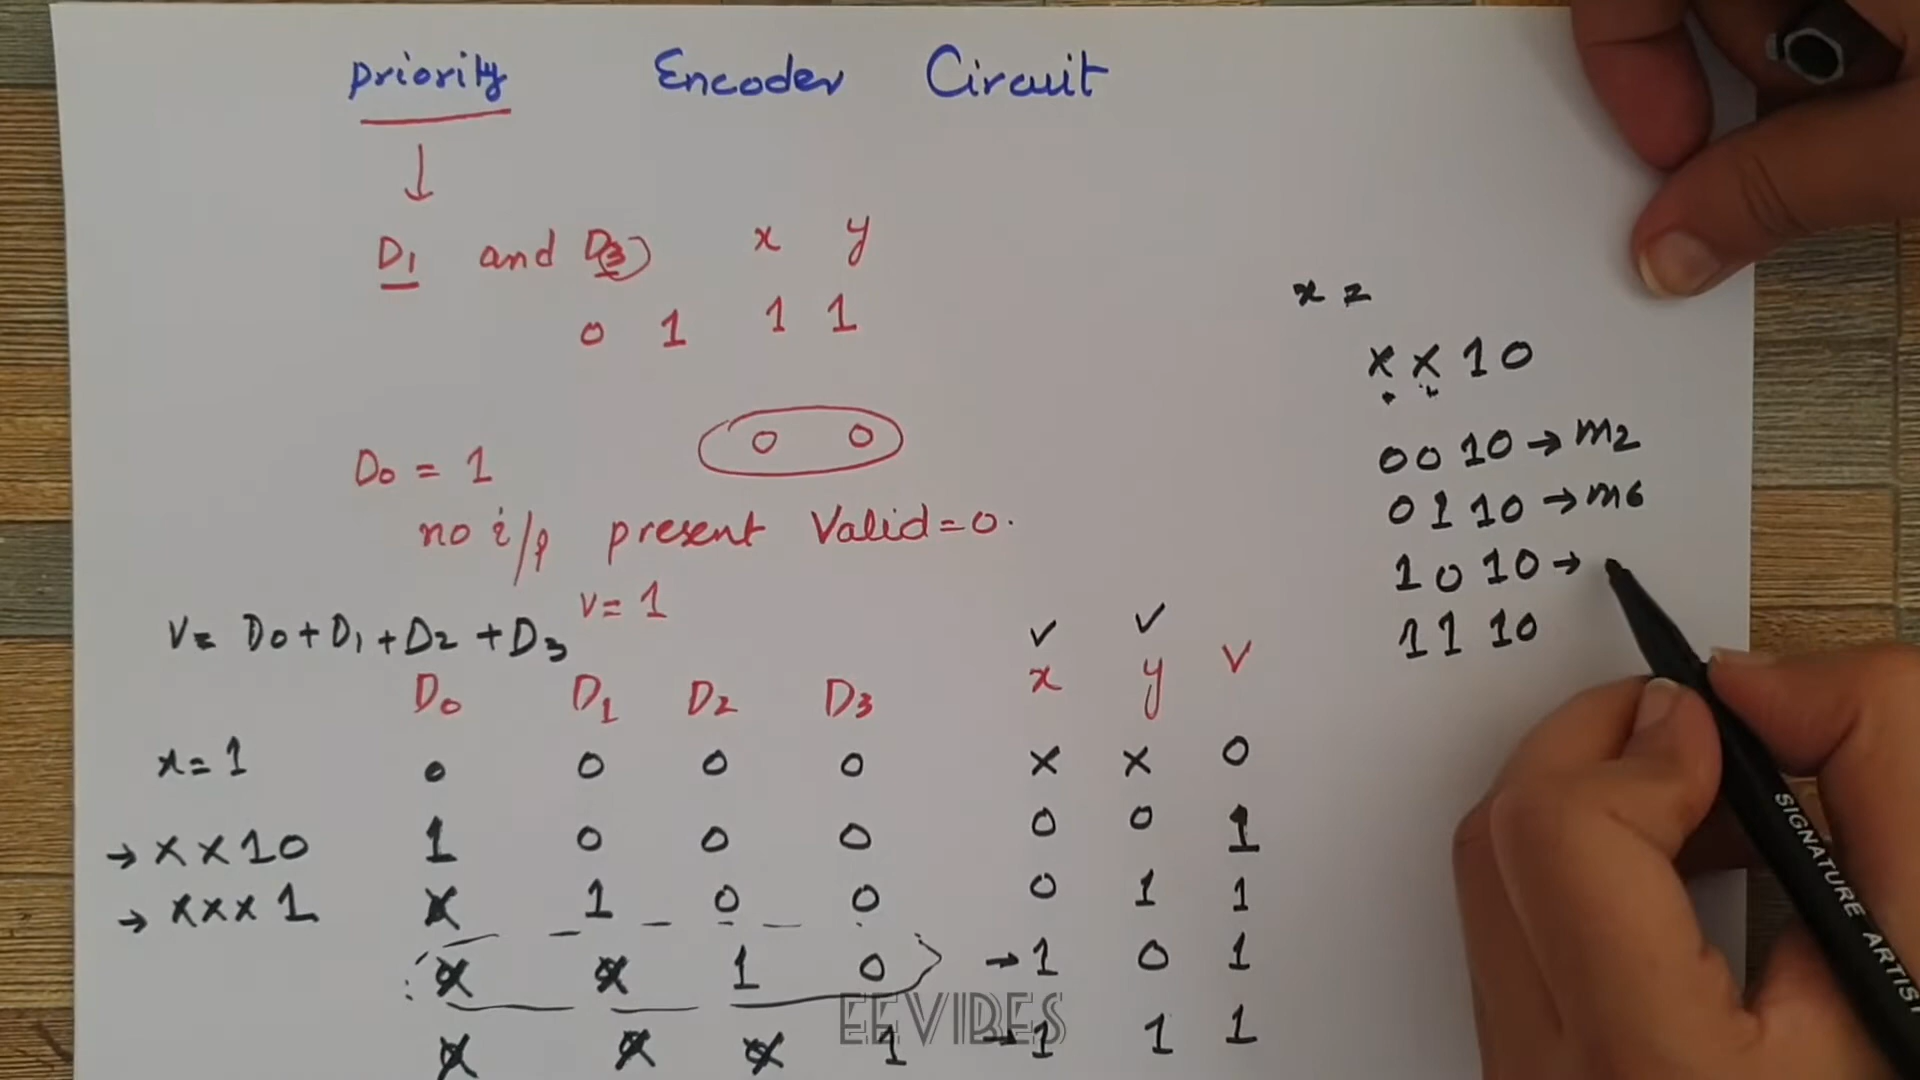 priority Encoder Circuit
↓
D1 and D3 x y
0 1 1 1
D0 = 1 0 0
no i/p present Valid=0.
v= 1
V= D0+D1+D2+D3
D0 D1 D2 D3 x y V
x=1 0 0 0 0 x x 0
→ x x 1 0 1 0 0 0 0 0 1
→ x x x 1 x 1 0 0 0 1 1
x x 1 0 → 1 0 1
x x x 1 → 1 1 1
x =
x x 1 0
0 0 1 0 → m2
0 1 1 0 → m6
1 0 1 0 →
1 1 1 0
EEVIBES
SIGNATURE ARTIST